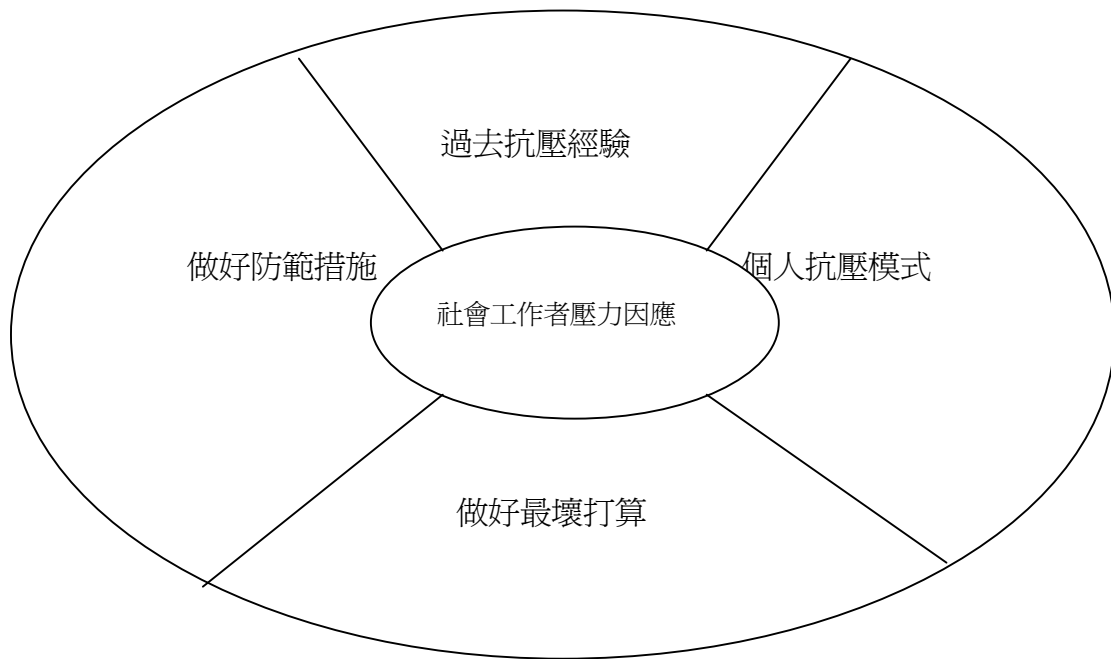 過去抗壓經驗
做好防範措施
個人抗壓模式
社會工作者壓力因應
做好最壞打算